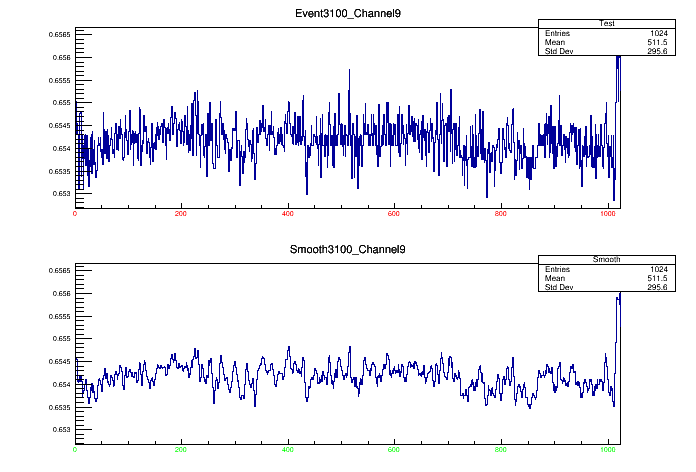 Event3100_Channel9
Test
Entries 1024
Mean 511.5
Std Dev 295.6
0.6565
0.656
0.6555
0.655
0.6545
0.654
0.6535
0.653
0 200 400 600 800 1000
Smooth3100_Channel9
Smooth
Entries 1024
Mean 511.5
Std Dev 295.6
0.6565
0.656
0.6555
0.655
0.6545
0.654
0.6535
0.653
0 200 400 600 800 1000